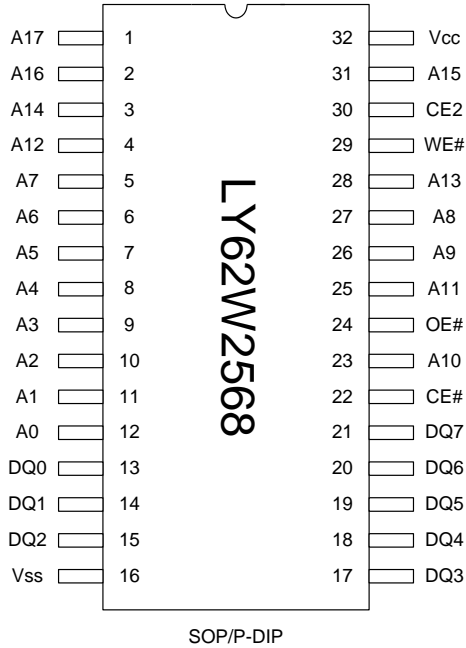 A17 1 32 Vcc
A16 2 31 A15
A14 3 30 CE2
A12 4 29 WE#
A7 5 28 A13
A6 6 27 A8
A5 7 26 A9
A4 8 25 A11
A3 9 24 OE#
A2 10 23 A10
A1 11 22 CE#
A0 12 21 DQ7
DQ0 13 20 DQ6
DQ1 14 19 DQ5
DQ2 15 18 DQ4
Vss 16 17 DQ3
LY62W2568
SOP/P-DIP